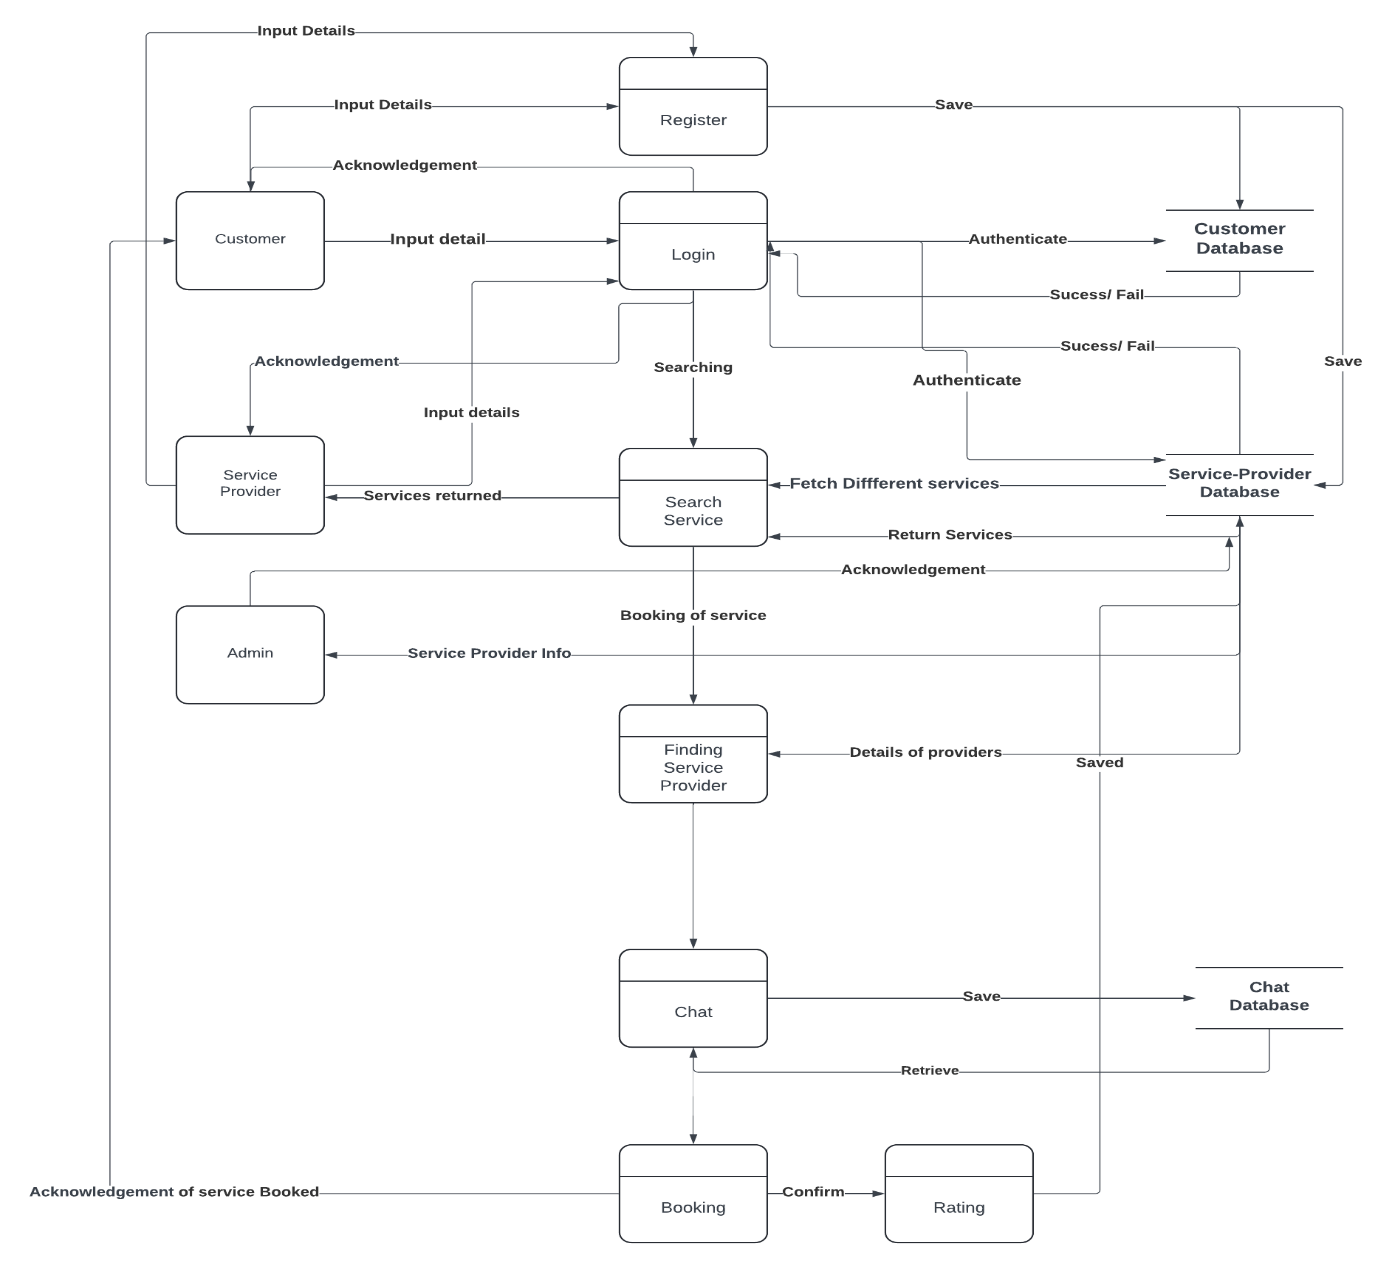 Input Details
Input Details
Save
Register
Acknowledgement
Customer
Input detail
Login
Authenticate
Customer
Database
Sucess/ Fail
Sucess/ Fail
Acknowledgement
Searching
Save
Authenticate
Input details
Service
Provider
Services returned
Search
Service
Fetch Diffferent services
Service-Provider
Database
Return Services
Acknowledgement
Booking of service
Admin
Service Provider Info
Finding
Service
Provider
Details of providers
Saved
Chat
Save
Chat
Database
Retrieve
Acknowledgement of service Booked
Booking
Confirm
Rating